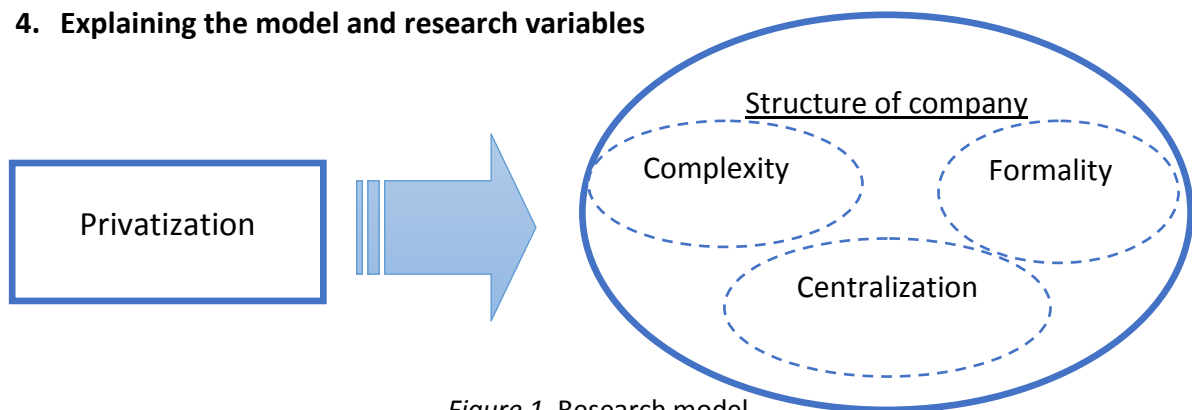 4. Explaining the model and research variables
Structure of company
Complexity
Formality
Privatization
Centralization
Figure 1. Research model